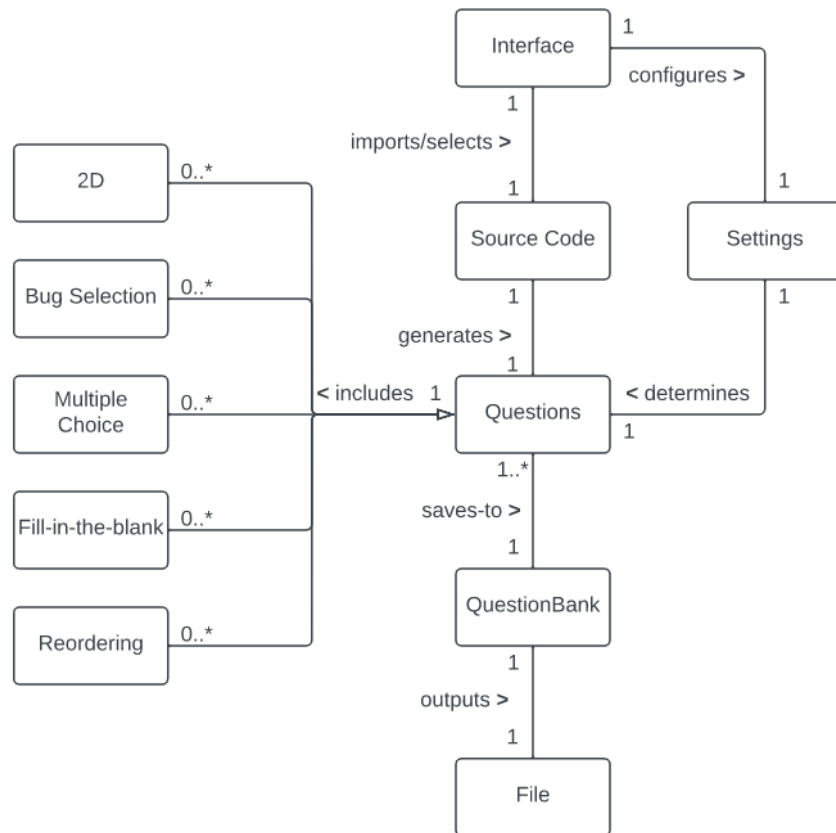 Interface
1
configures >
1
imports/selects >
2D
0..*
1
1
Source Code
Settings
Bug Selection
0..*
1
1
generates >
1
Multiple
Choice
0..*
< includes
1
Questions
< determines
1
1..*
Fill-in-the-blank
0..*
saves-to >
1
QuestionBank
Reordering
0..*
1
outputs >
1
File